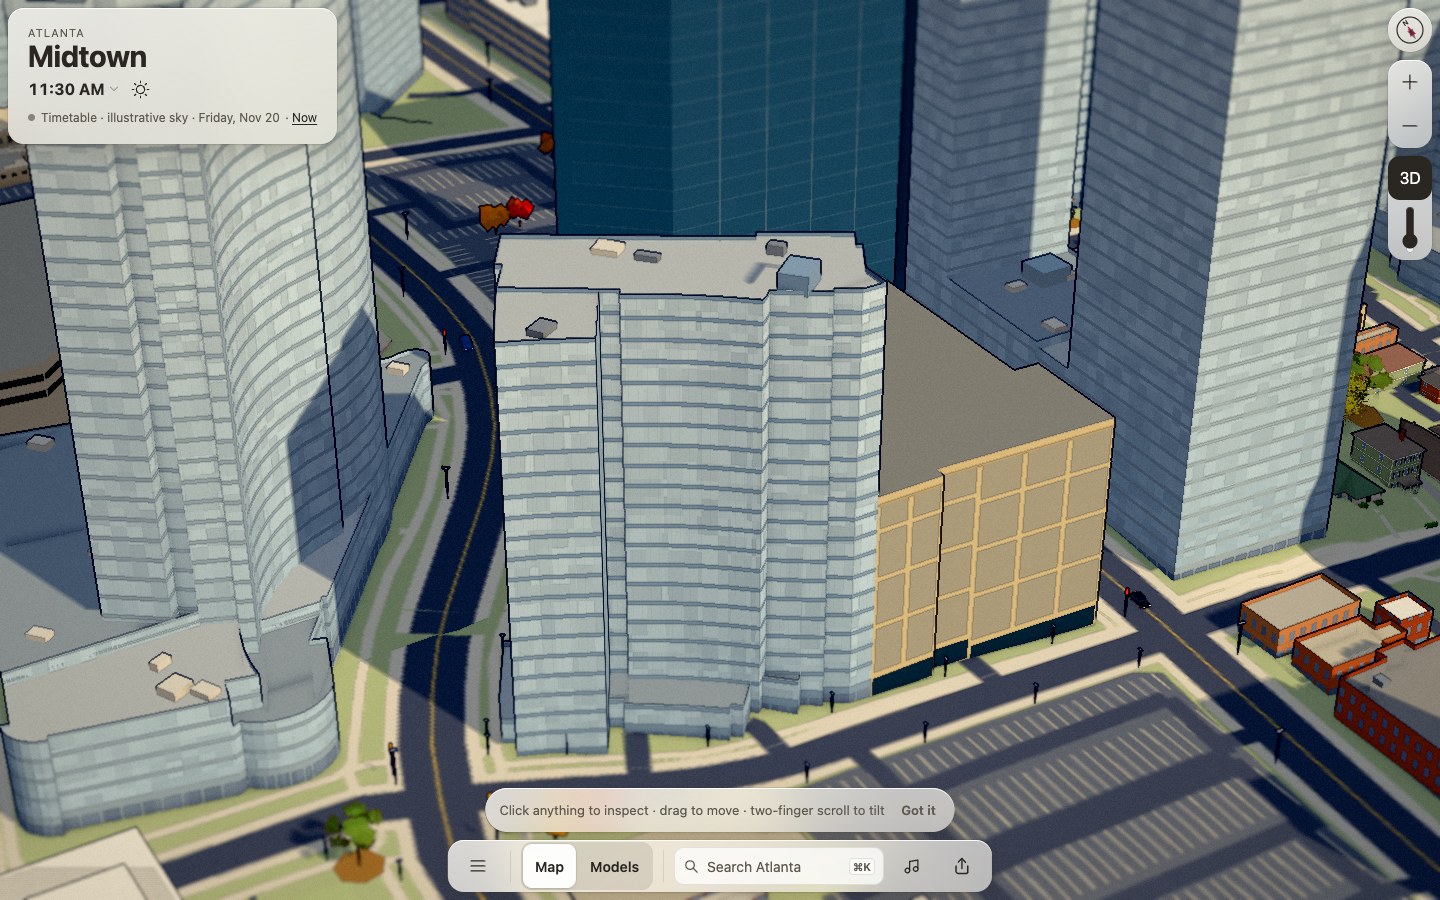 ATLANTA
Midtown
11:30 AM
Timetable · illustrative sky · Friday, Nov 20 · Now
N
3D
Click anything to inspect · drag to move · two-finger scroll to tilt Got it
Map Models Search Atlanta ⌘K